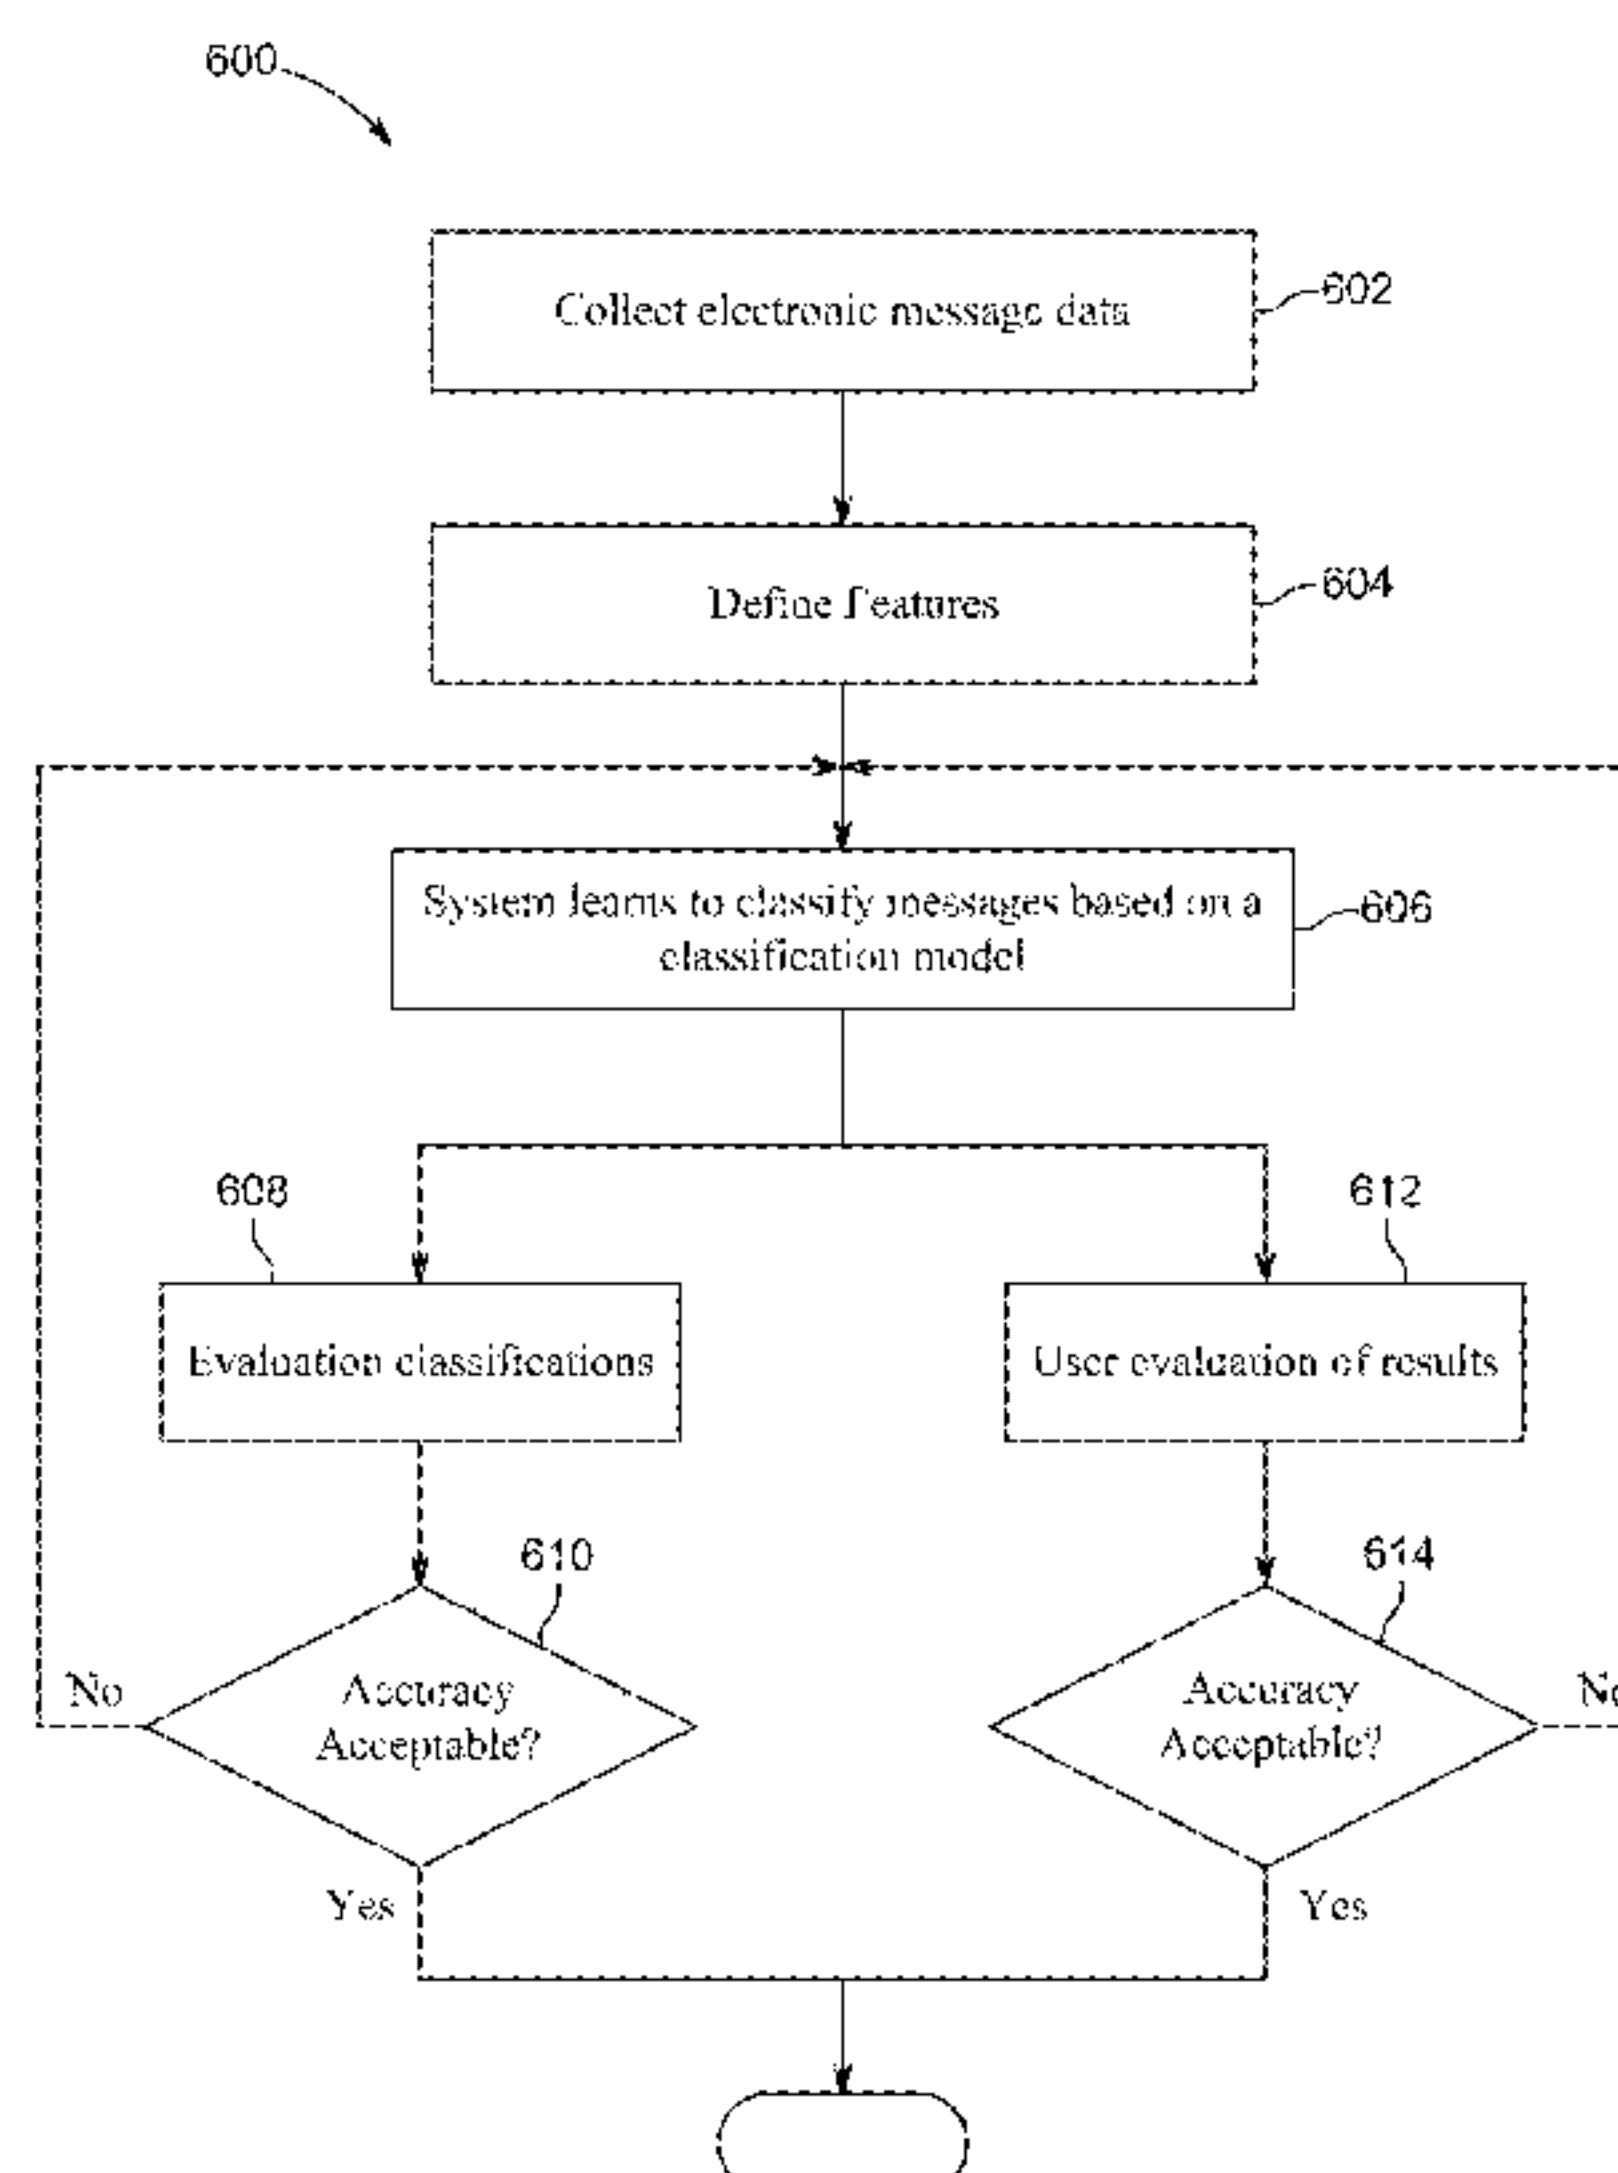 600
Collect electronic message data
602
Define Features
604
System learns to classify messages based on a
classification model
606
608
612
Evaluation classifications
User evaluation of results
610
614
No
Accuracy
Acceptable?
Accuracy
Acceptable?
No
Yes
Yes